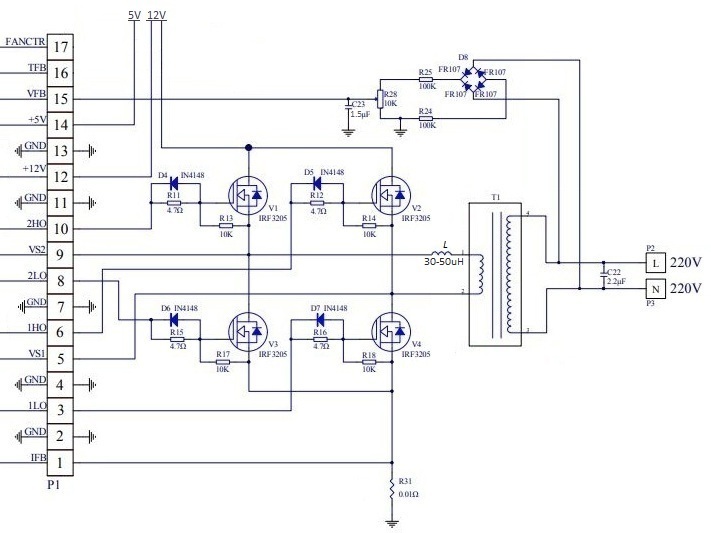 5V 12V
FANCTR 17
TFB 16
VFB 15
+5V 14
GND 13
+12V 12
GND 11
2HO 10
VS2 9
2LO 8
GND 7
1HO 6
VS1 5
GND 4
1LO 3
GND 2
IFB 1
P1
D8
FR107 FR107
FR107 FR107
R25
100K
R24
100K
R28
10K
C23
1.5µF
D4 IN4148
R11
4.7Ω
R13
10K
V1
IRF3205
D5 IN4148
R12
4.7Ω
R14
10K
V2
IRF3205
L
30-50uH
T1
1
2
4
3
P2
L 220V
N 220V
P3
C22
2.2µF
D6 IN4148
R15
4.7Ω
R17
10K
V3
IRF3205
D7 IN4148
R16
4.7Ω
R18
10K
V4
IRF3205
R31
0.01Ω